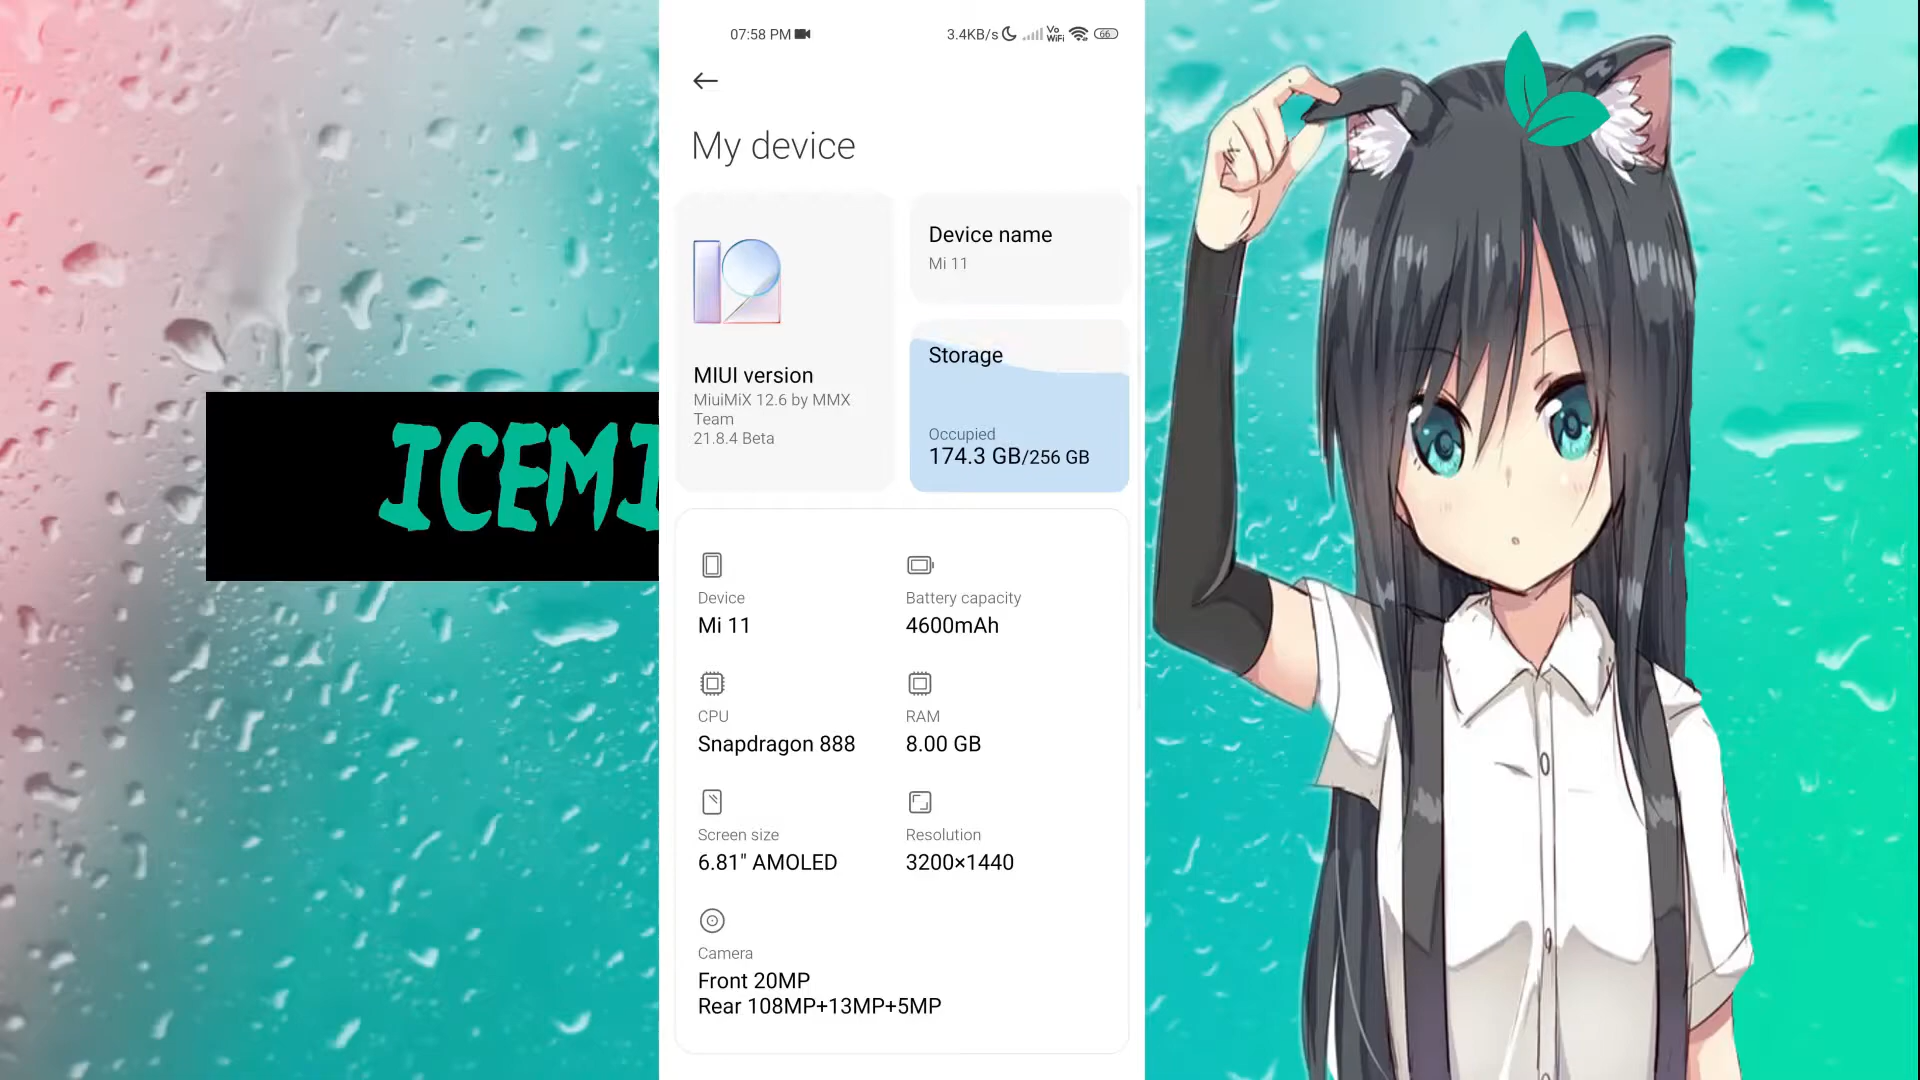 07:58 PM
3.4KB/s
Vo
WiFi
66
My device
MIUI version
MiuiMiX 12.6 by MMX
Team
21.8.4 Beta
Device name
Mi 11
Storage
Occupied
174.3 GB/256 GB
ICEMI
Device
Mi 11
Battery capacity
4600mAh
CPU
Snapdragon 888
RAM
8.00 GB
Screen size
6.81" AMOLED
Resolution
3200×1440
Camera
Front 20MP
Rear 108MP+13MP+5MP